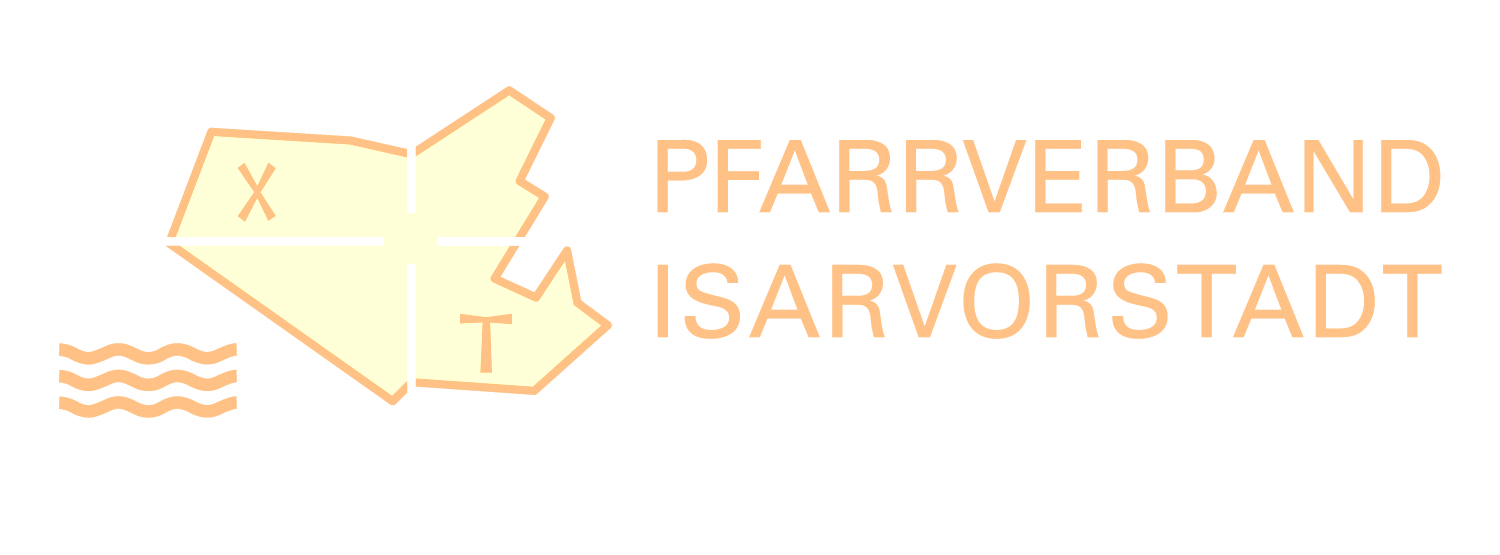 X
T
PFARRVERBAND
ISARVORSTADT